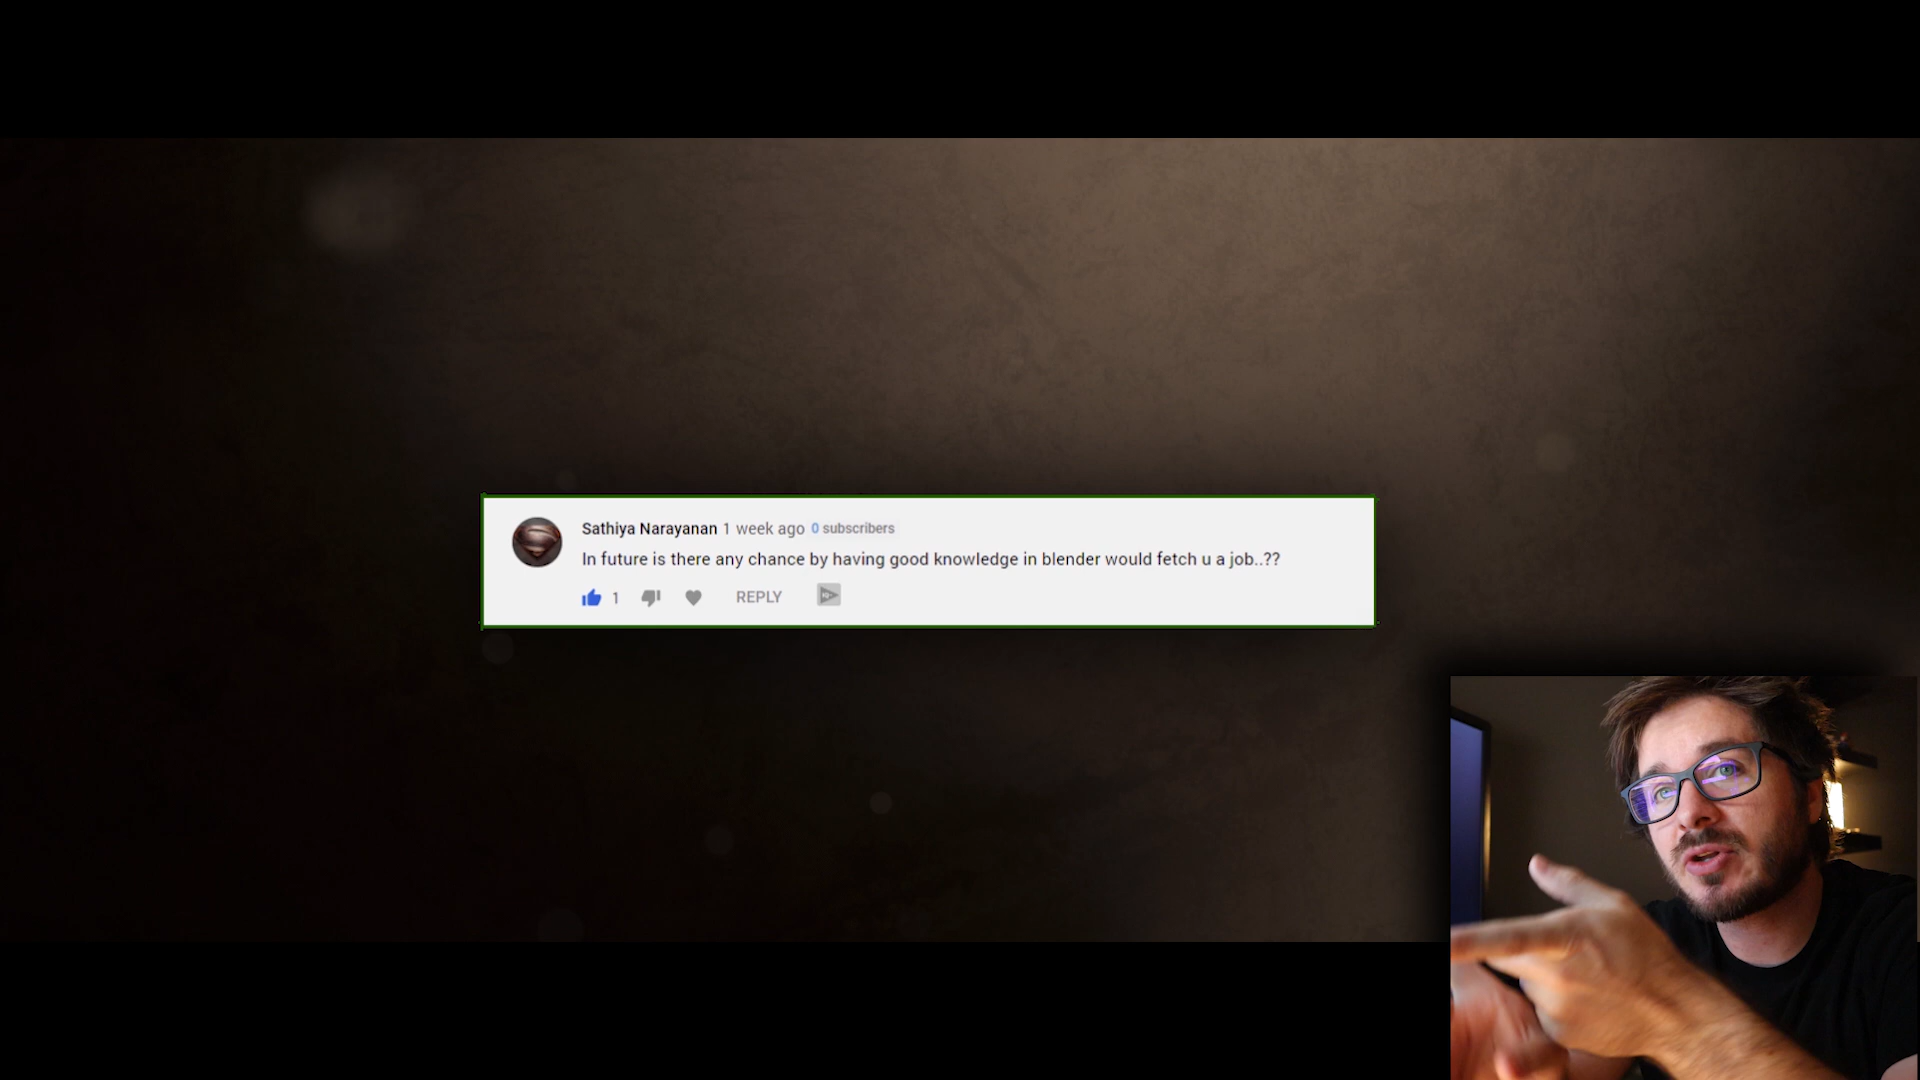 Sathiya Narayanan 1 week ago 0 subscribers
In future is there any chance by having good knowledge in blender would fetch u a job..??
1 REPLY